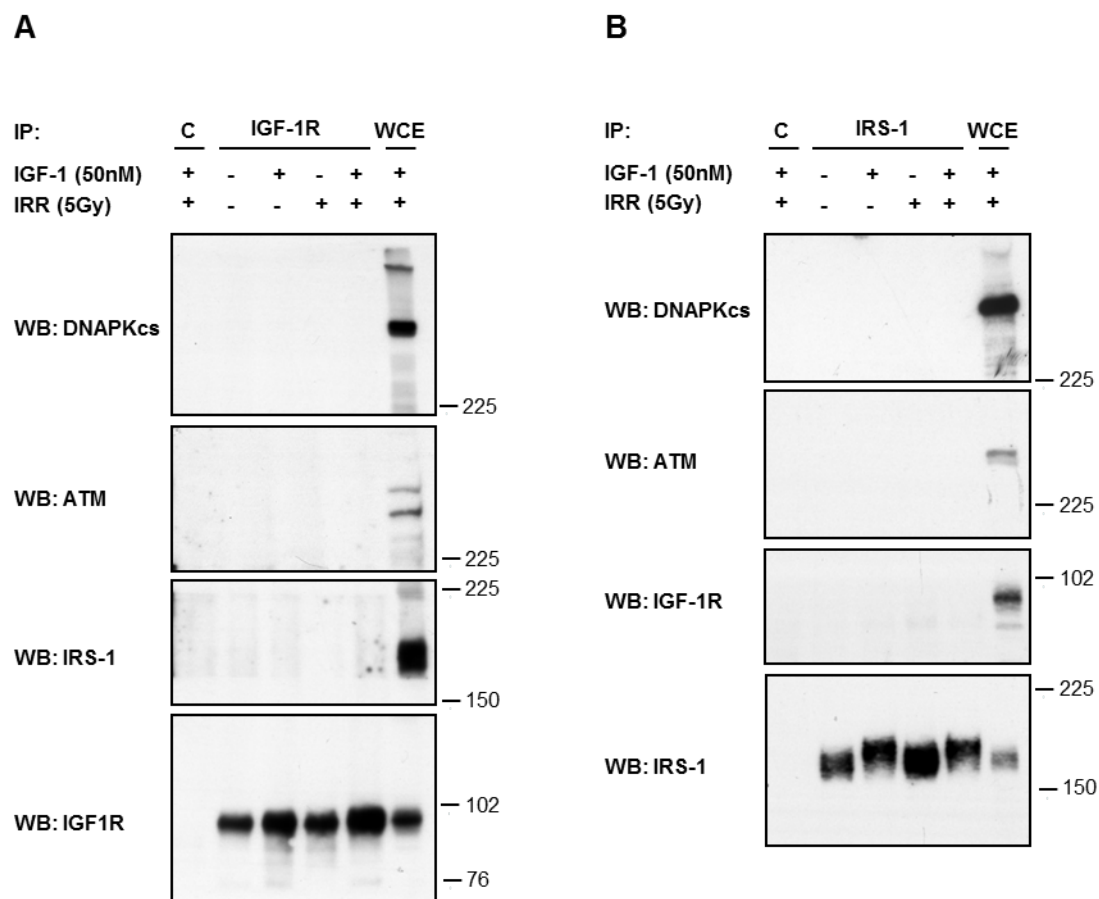 A
IP: C IGF-1R WCE
IGF-1 (50nM) + - + - + +
IRR (5Gy) + - - + + +
WB: DNAPKcs
225
WB: ATM
225
225
WB: IRS-1
150
WB: IGF1R
102
76
B
IP: C IRS-1 WCE
IGF-1 (50nM) + - + - + +
IRR (5Gy) + - - + + +
WB: DNAPKcs
225
WB: ATM
225
102
WB: IGF-1R
225
WB: IRS-1
150